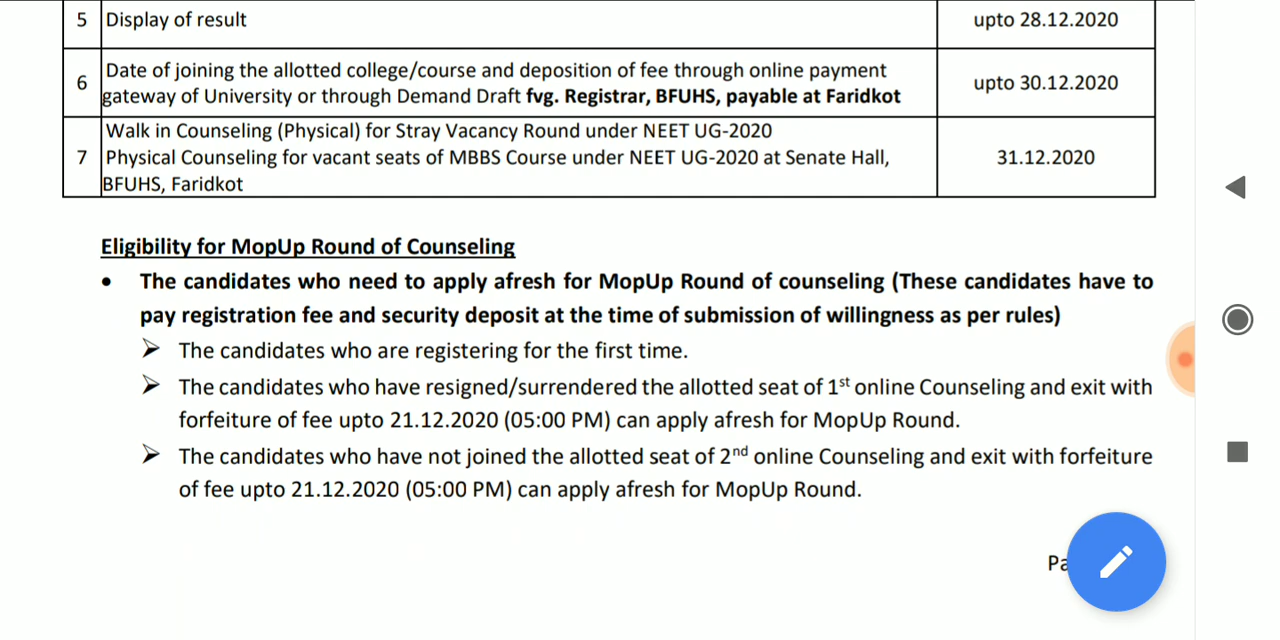 5 Display of result upto 28.12.2020
Date of joining the allotted college/course and deposition of fee through online payment
6 upto 30.12.2020
gateway of University or through Demand Draft fvg. Registrar, BFUHS, payable at Faridkot
Walk in Counseling (Physical) for Stray Vacancy Round under NEET UG-2020
7 Physical Counseling for vacant seats of MBBS Course under NEET UG-2020 at Senate Hall, 31.12.2020
BFUHS, Faridkot
Eligibility for MopUp Round of Counseling
• The candidates who need to apply afresh for MopUp Round of counseling (These candidates have to
pay registration fee and security deposit at the time of submission of willingness as per rules)
➢ The candidates who are registering for the first time.
➢ The candidates who have resigned/surrendered the allotted seat of 1st online Counseling and exit with
forfeiture of fee upto 21.12.2020 (05:00 PM) can apply afresh for MopUp Round.
➢ The candidates who have not joined the allotted seat of 2nd online Counseling and exit with forfeiture
of fee upto 21.12.2020 (05:00 PM) can apply afresh for MopUp Round.